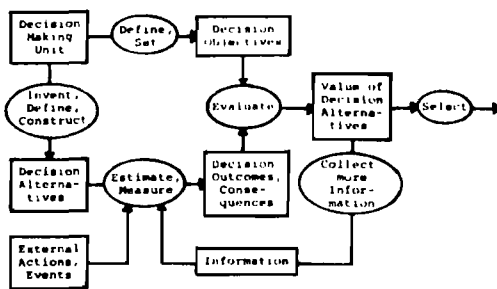 Decision
Making
Unit
Define,
Set
Decision
Objectives
Invent,
Define,
Construct
Evaluate
Value of
Decision
Alterna-
tives
Select
Decision
Alterna-
tives
Estimate,
Measure
Decision
Outcomes,
Conse-
quences
Collect
more
Infor-
mation
External
Actions,
Events
Information